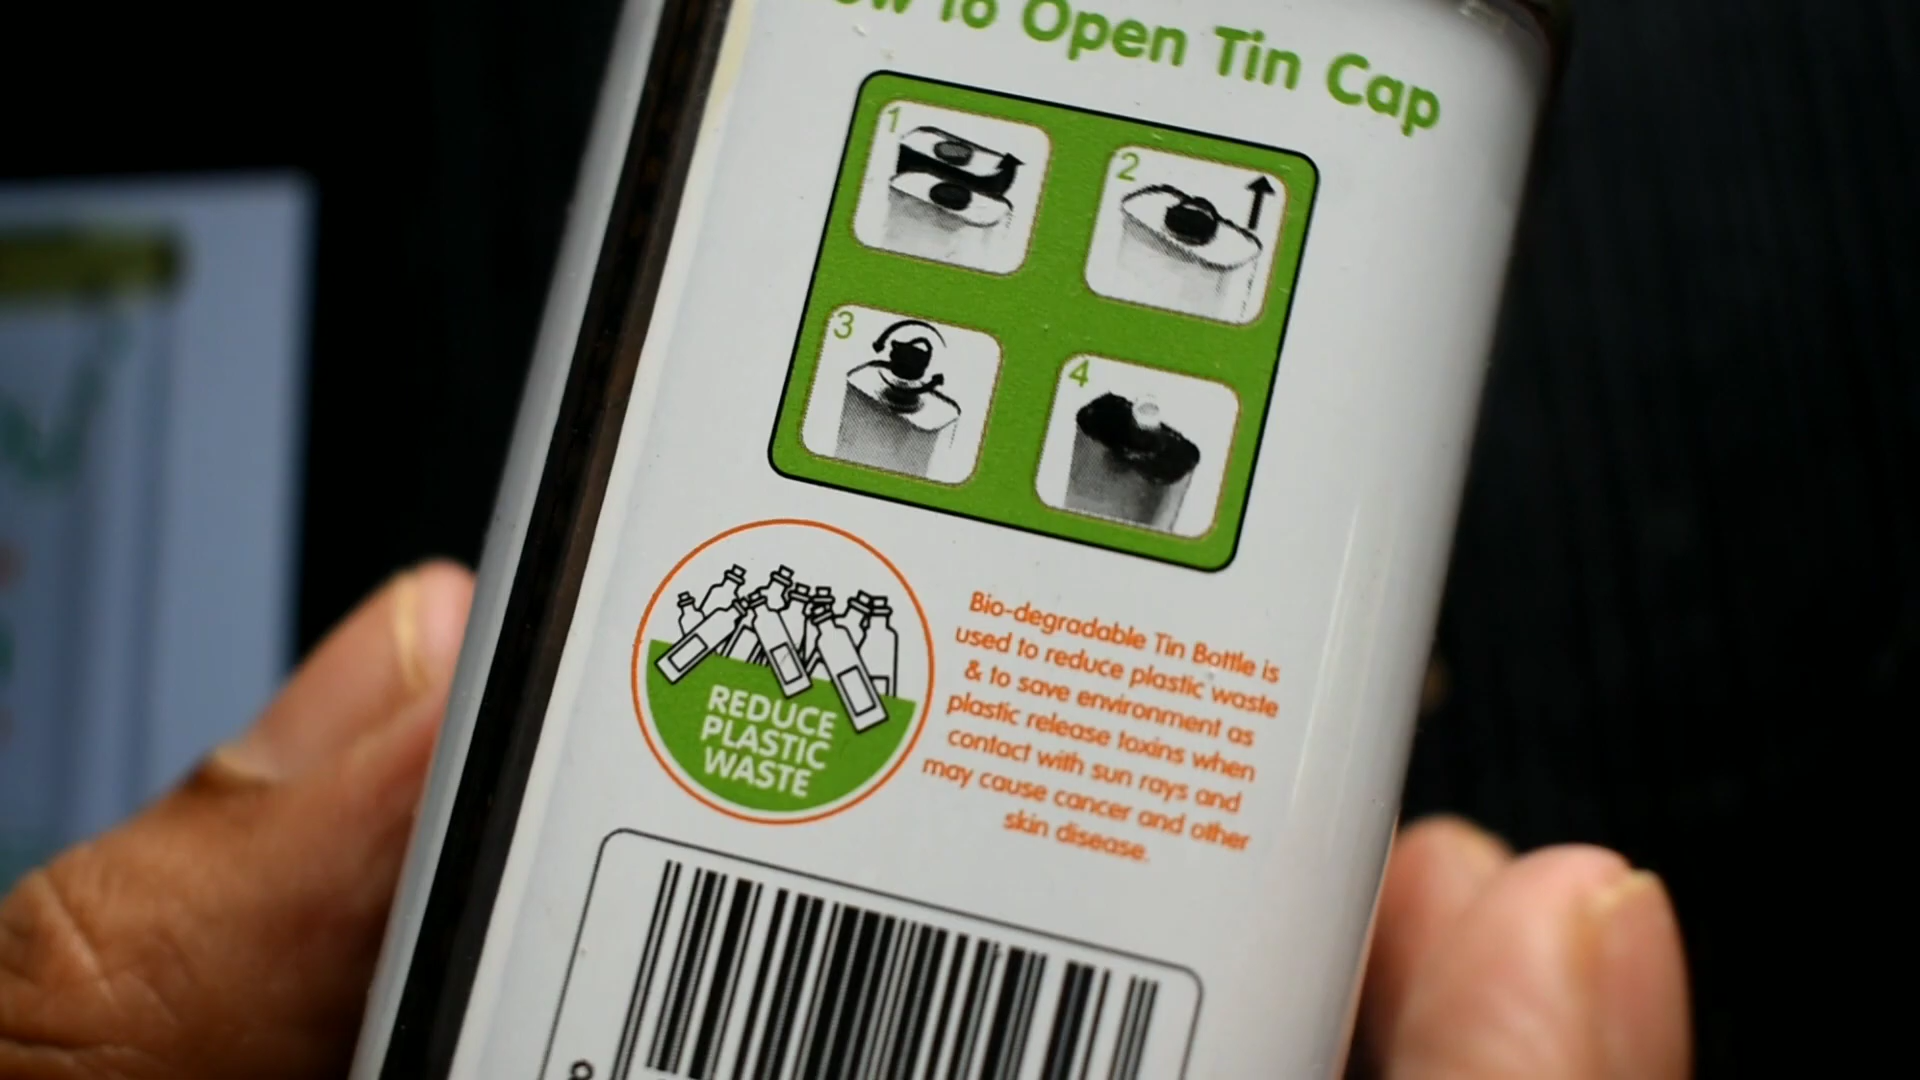 to Open Tin Cap
1
2
3
4
REDUCE
PLASTIC
WASTE
Bio-degradable Tin Bottle is
used to reduce plastic waste
& to save environment as
plastic release toxins when
contact with sun rays and
may cause cancer and other
skin disease.